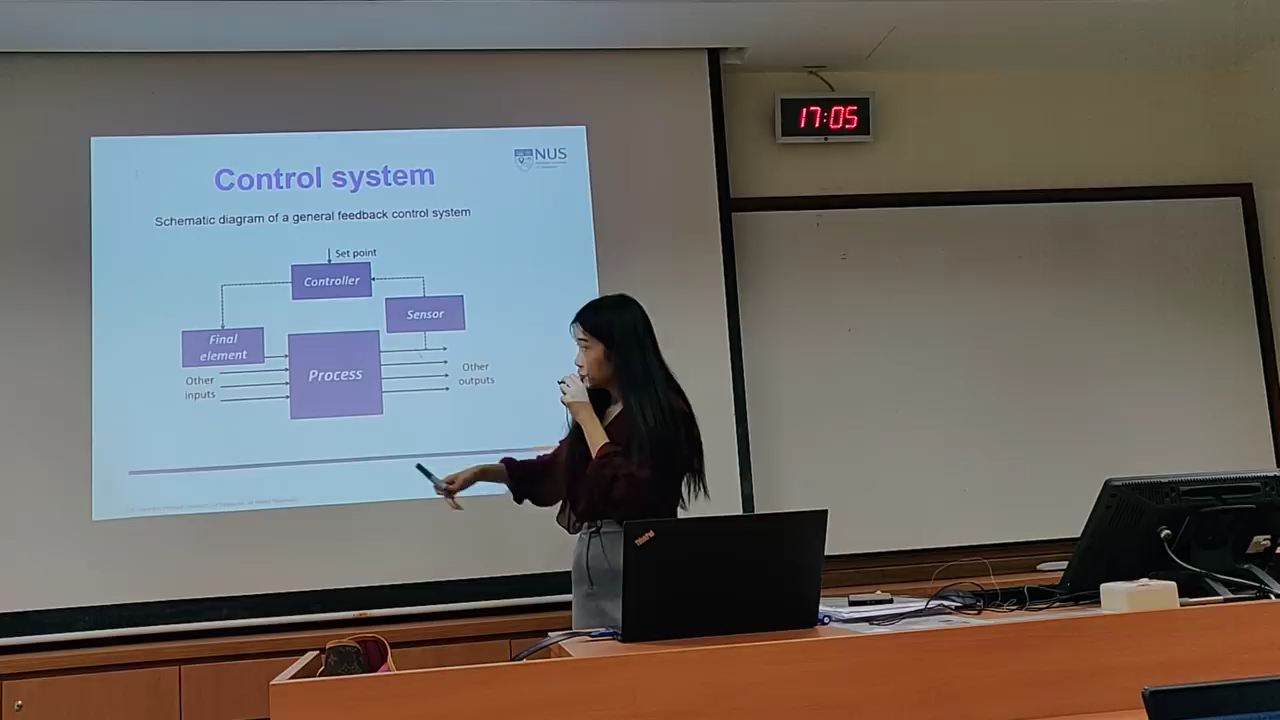 17:05
NUS
Control system
Schematic diagram of a general feedback control system
Set point
Controller
Sensor
Final
element
Process
Other
inputs
Other
outputs
ThinkPad